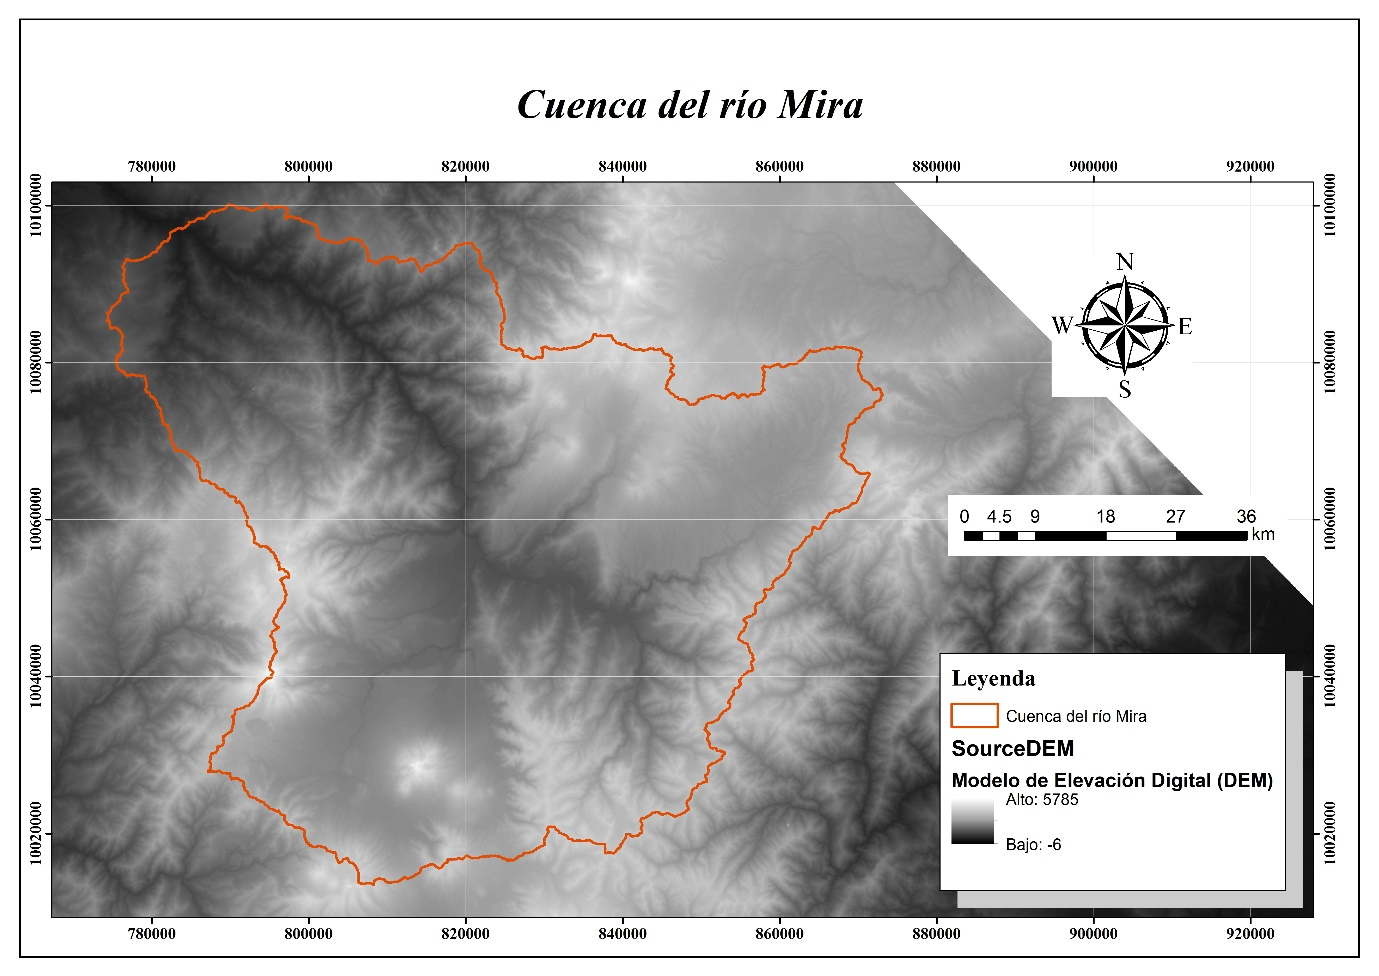 Cuenca del río Mira
780000 800000 820000 840000 860000 880000 900000 920000
10100000 10100000
N
W E
S
10080000 10080000
0 4.5 9 18 27 36
km
10060000 10060000
10040000 10040000
Leyenda
Cuenca del río Mira
SourceDEM
Modelo de Elevación Digital (DEM)
Alto: 5785
Bajo: -6
10020000 10020000
780000 800000 820000 840000 860000 880000 900000 920000